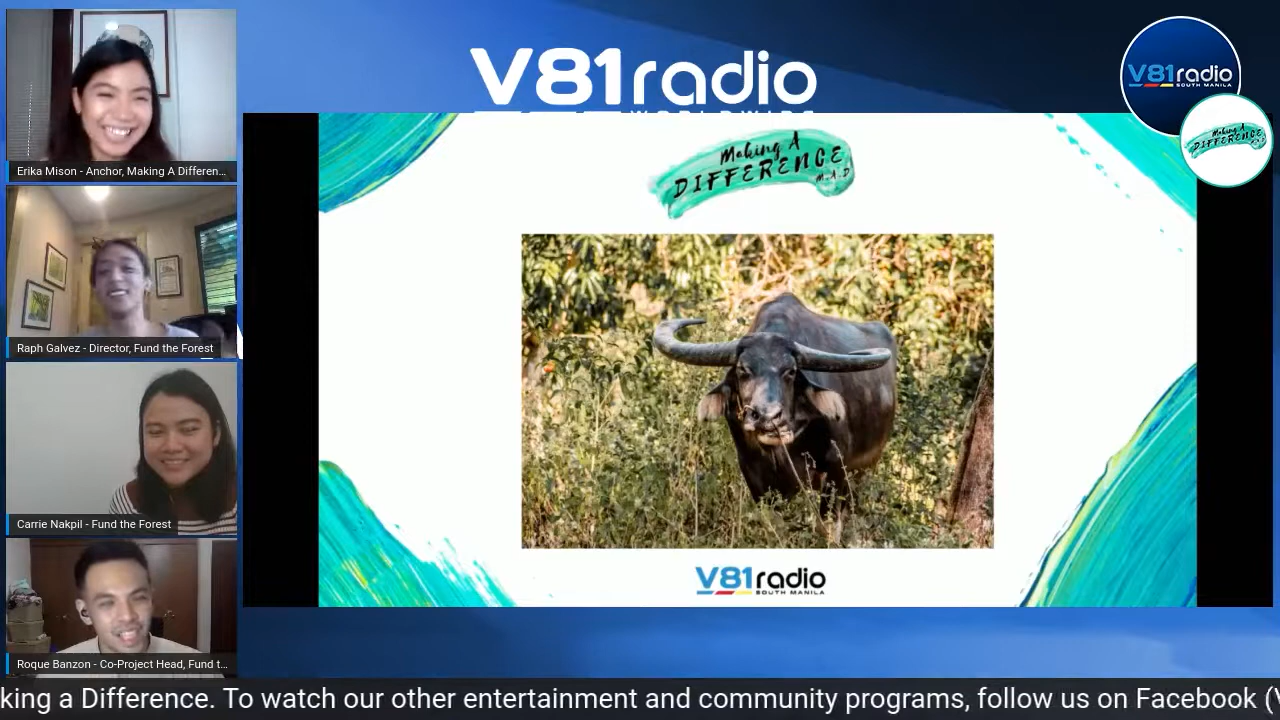 V81radio
WORLDWIDE
V81radio
SOUTH MANILA
Making A
DIFFERENCE
Making A
DIFFERENCE
M.A.D
Erika Mison - Anchor, Making A Differen...
Raph Galvez - Director, Fund the Forest
Carrie Nakpil - Fund the Forest
Roque Banzon - Co-Project Head, Fund t...
V81radio
SOUTH MANILA
king a Difference. To watch our other entertainment and community programs, follow us on Facebook (V